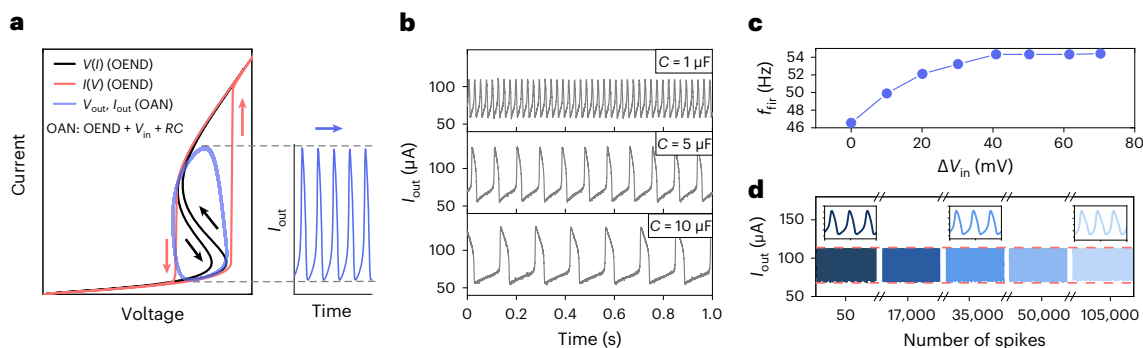 a
V(I) (OEND)
I(V) (OEND)
Vout, Iout (OAN)
OAN: OEND + Vin + RC
Current
Voltage
Iout
Time
b
C = 1 μF
100
50
C = 5 μF
100
50
C = 10 μF
100
50
Iout (μA)
0 0.2 0.4 0.6 0.8 1.0
Time (s)
c
54
52
50
48
46
ffir (Hz)
0 20 40 60 80
ΔVin (mV)
d
150
100
50
Iout (μA)
50 17,000 35,000 50,000 105,000
Number of spikes